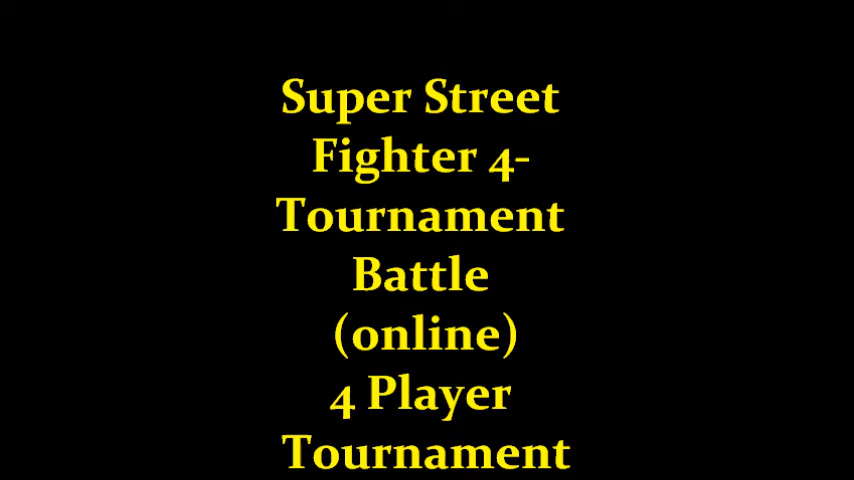 Super Street
Fighter 4-
Tournament
Battle
(online)
4 Player
Tournament